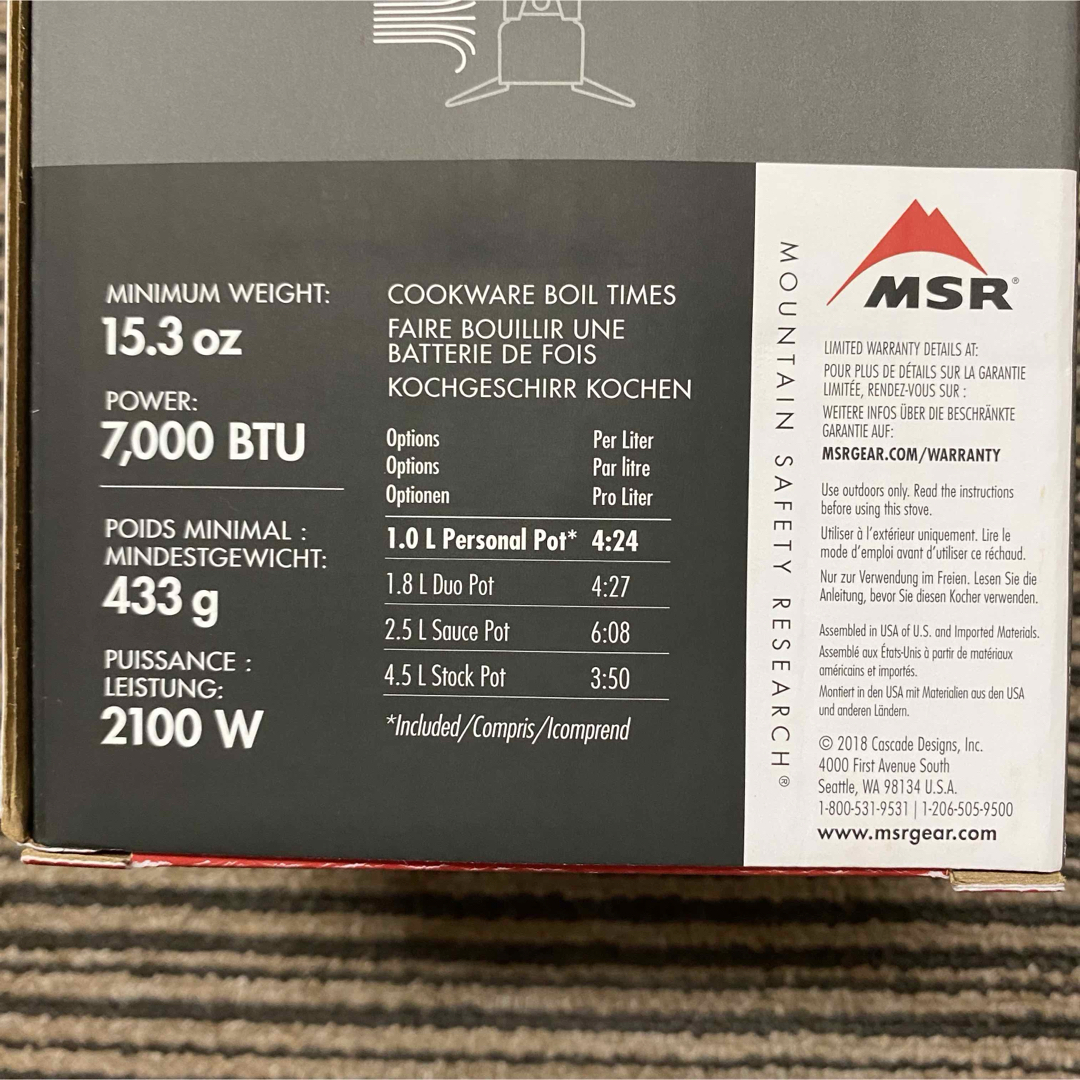 MINIMUM WEIGHT:
15.3 oz
POWER:
7,000 BTU
POIDS MINIMAL :
MINDESTGEWICHT:
433 g
PUISSANCE :
LEISTUNG:
2100 W
COOKWARE BOIL TIMES
FAIRE BOUILLIR UNE
BATTERIE DE FOIS
KOCHGESCHIRR KOCHEN
Options Per Liter
Options Par litre
Optionen Pro Liter
1.0 L Personal Pot* 4:24
1.8 L Duo Pot 4:27
2.5 L Sauce Pot 6:08
4.5 L Stock Pot 3:50
*Included/Compris/Icomprend
MOUNTAIN SAFETY RESEARCH®
MSR®
LIMITED WARRANTY DETAILS AT:
POUR PLUS DE DÉTAILS SUR LA GARANTIE
LIMITÉE, RENDEZ-VOUS SUR :
WEITERE INFOS ÜBER DIE BESCHRÄNKTE
GARANTIE AUF:
MSRGEAR.COM/WARRANTY
Use outdoors only. Read the instructions
before using this stove.
Utiliser à l'extérieur uniquement. Lire le
mode d'emploi avant d'utiliser ce réchaud.
Nur zur Verwendung im Freien. Lesen Sie die
Anleitung, bevor Sie diesen Kocher verwenden.
Assembled in USA of U.S. and Imported Materials.
Assemblé aux États-Unis à partir de matériaux
américains et importés.
Montiert in den USA mit Materialien aus den USA
und anderen Ländern.
© 2018 Cascade Designs, Inc.
4000 First Avenue South
Seattle, WA 98134 U.S.A.
1-800-531-9531 | 1-206-505-9500
www.msrgear.com